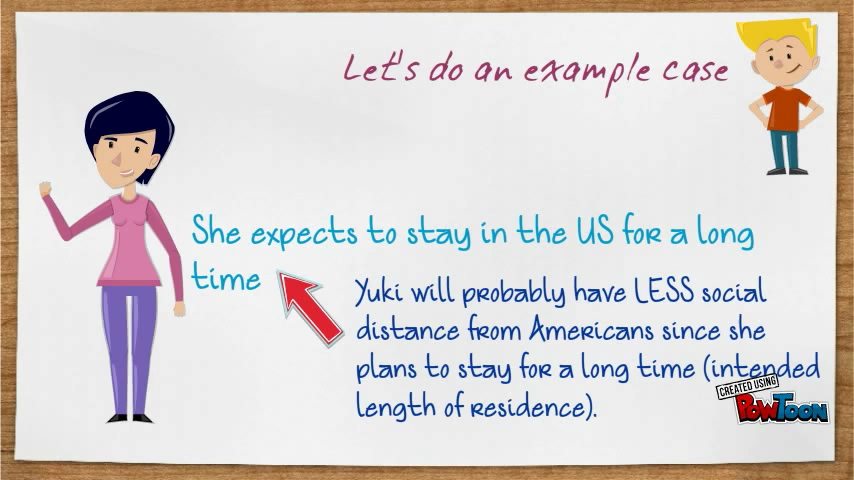 Let's do an example case
She expects to stay in the US for a long
time
Yuki will probably have LESS social
distance from Americans since she
plans to stay for a long time (intended
length of residence).
CREATED USING
POWTOON